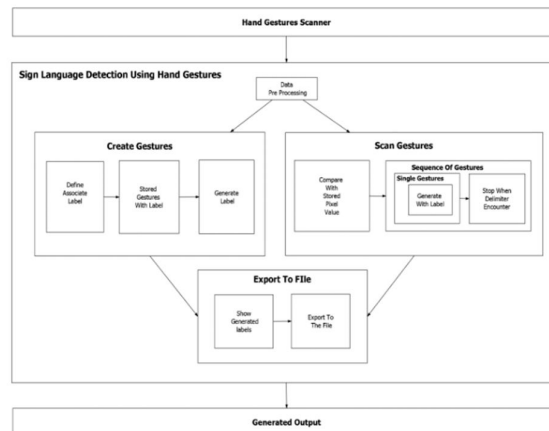 Hand Gestures Scanner
Sign Language Detection Using Hand Gestures
Data
Pre Processing
Create Gestures
Define
Associate
Label
Stored
Gestures
With Label
Generate
Label
Scan Gestures
Compare
With
Stored
Pixel
Value
Sequence Of Gestures
Single Gestures
Generate
With Label
Stop When
Delimiter
Encounter
Export To FIle
Show
Generated
labels
Export To
The File
Generated Output